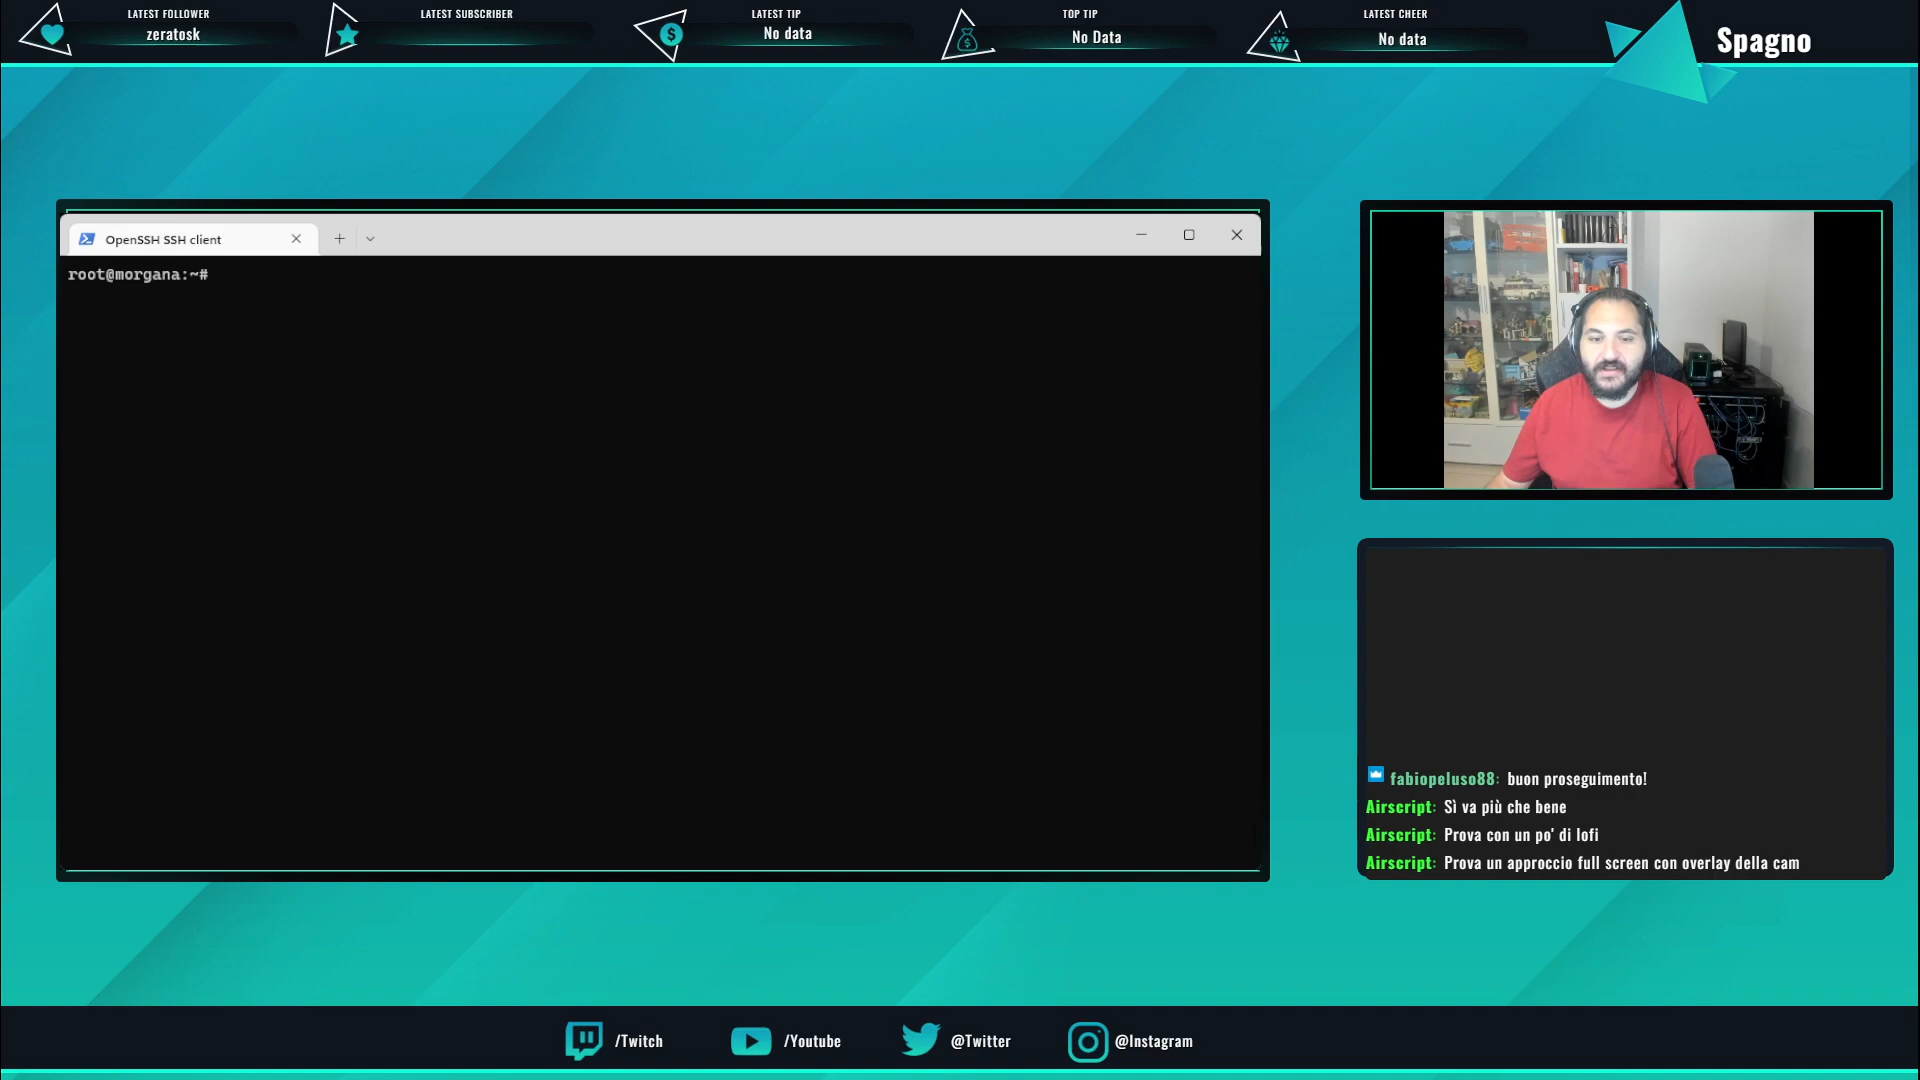 LATEST FOLLOWER
zeratosk
LATEST SUBSCRIBER
LATEST TIP
No data
TOP TIP
No Data
LATEST CHEER
No data
Spagno
OpenSSH SSH client
root@morgana:~#
fabiopeluso88: buon proseguimento!
Airscript: Sì va più che bene
Airscript: Prova con un po' di lofi
Airscript: Prova un approccio full screen con overlay della cam
/Twitch
/Youtube
@Twitter
@Instagram